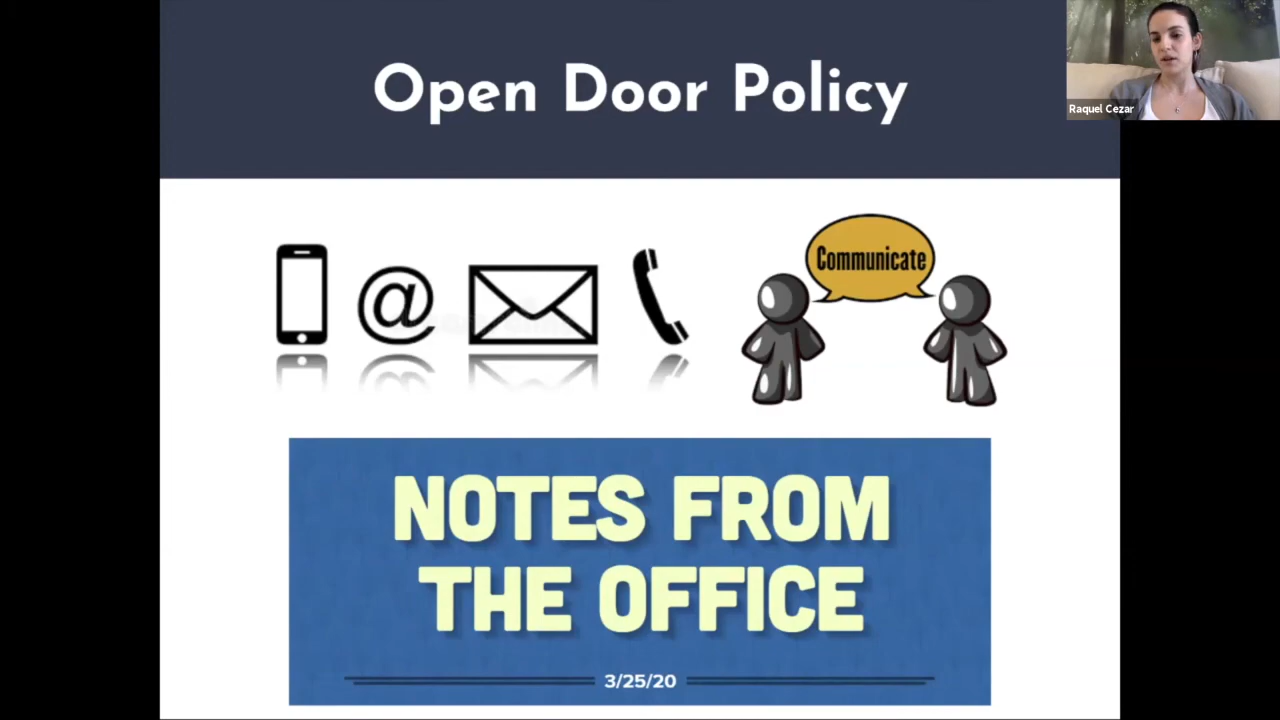 Open Door Policy
Raquel Cezar
@
Communicate
NOTES FROM
THE OFFICE
3/25/20